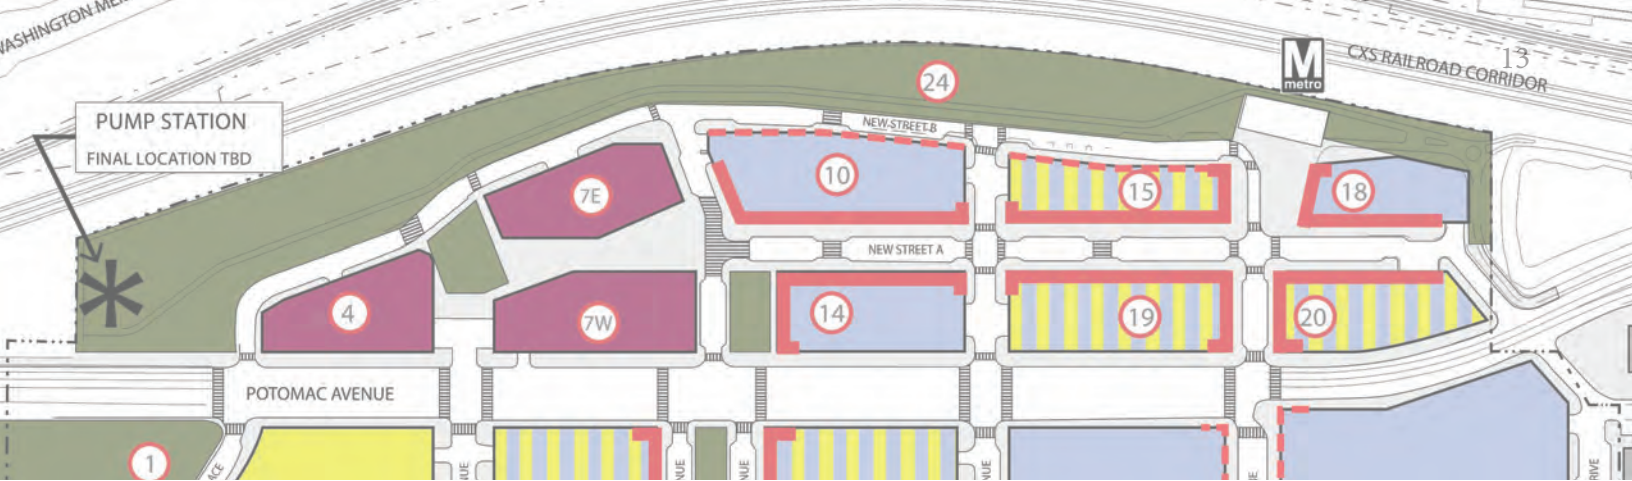 WASHINGTON
13
CXS RAILROAD CORRIDOR
M
metro
24
PUMP STATION
FINAL LOCATION TBD
NEW STREET B
10
15
18
7E
NEW STREET A
4
7W
14
19
20
POTOMAC AVENUE
1